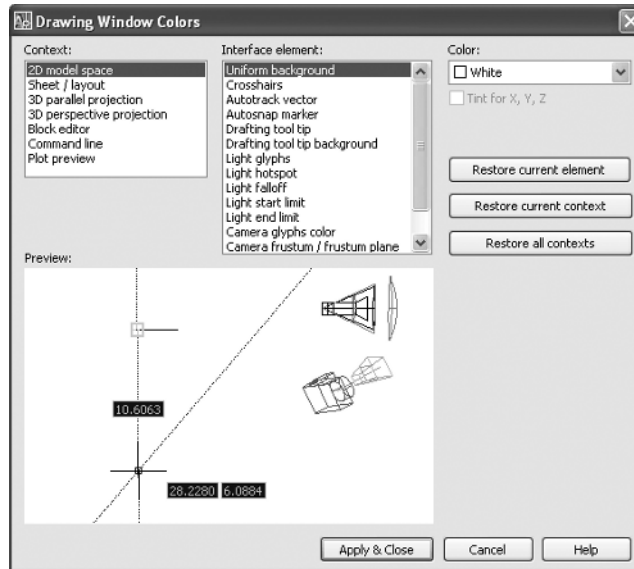 Drawing Window Colors
Context:
Interface element:
Color:
2D model space
Sheet / layout
3D parallel projection
3D perspective projection
Block editor
Command line
Plot preview
Uniform background
Crosshairs
Autotrack vector
Autosnap marker
Drafting tool tip
Drafting tool tip background
Light glyphs
Light hotspot
Light falloff
Light start limit
Light end limit
Camera glyphs color
Camera frustum / frustum plane
White
Tint for X, Y, Z
Restore current element
Restore current context
Restore all contexts
Preview:
10.6063
28.2280 6.0884
Apply & Close
Cancel
Help